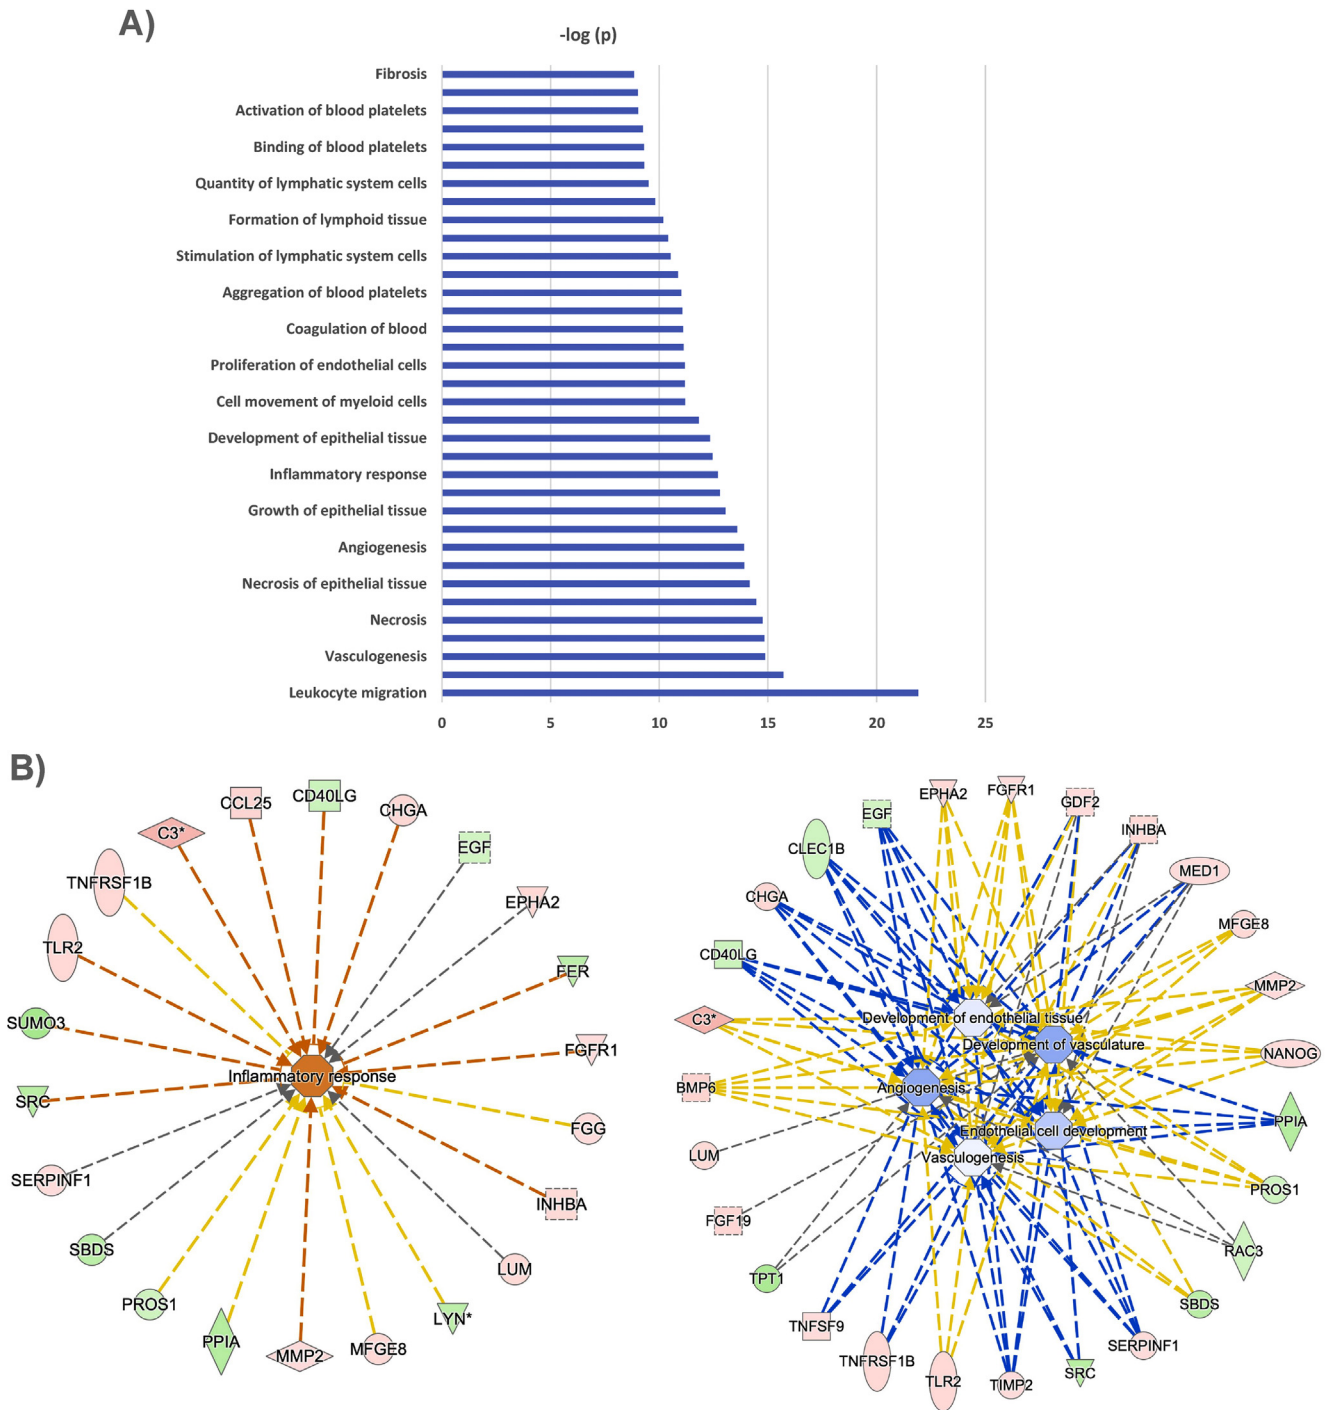 A)
-log (p)
Fibrosis
Activation of blood platelets
Binding of blood platelets
Quantity of lymphatic system cells
Formation of lymphoid tissue
Stimulation of lymphatic system cells
Aggregation of blood platelets
Coagulation of blood
Proliferation of endothelial cells
Cell movement of myeloid cells
Development of epithelial tissue
Inflammatory response
Growth of epithelial tissue
Angiogenesis
Necrosis of epithelial tissue
Necrosis
Vasculogenesis
Leukocyte migration
0 5 10 15 20 25
B)
CCL25
CD40LG
CHGA
C3*
EGF
TNFRSF1B
EPHA2
TLR2
FER
SUMO3
FGFR1
Inflammatory response
SRC
FGG
SERPINF1
INHBA
SBDS
LUM
PROS1
LYN*
PPIA
MMP2
MFGE8
EPHA2
FGFR1
GDF2
EGF
INHBA
CLEC1B
MED1
CHGA
MFGE8
CD40LG
MMP2
C3*
Development of endothelial tissue
Development of vasculature
NANOG
BMP6
Angiogenesis
PPIA
Endothelial cell development
LUM
Vasculogenesis
PROS1
FGF19
RAC3
TPT1
SBDS
TNFSF9
SERPINF1
TNFRSF1B
SRC
TLR2
TIMP2